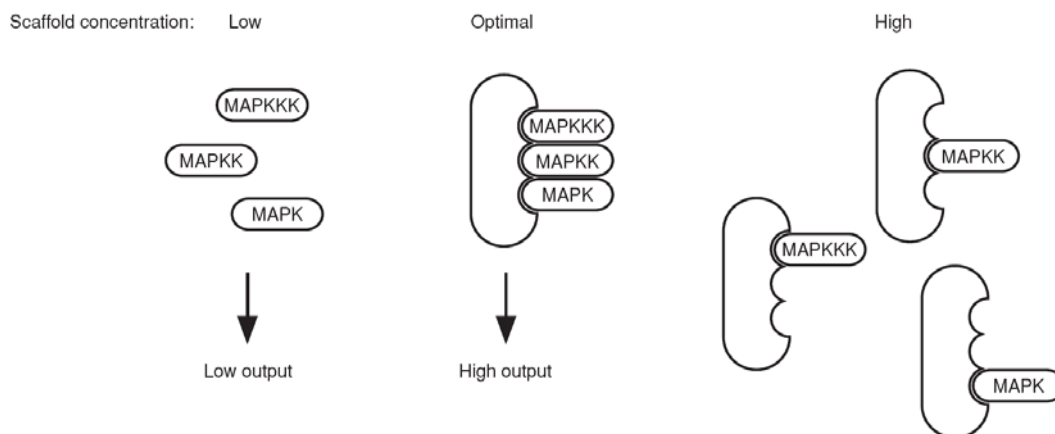 Scaffold concentration: Low Optimal High
MAPKKK
MAPKK
MAPK
Low output
MAPKKK
MAPKK
MAPK
High output
MAPKK
MAPKKK
MAPK